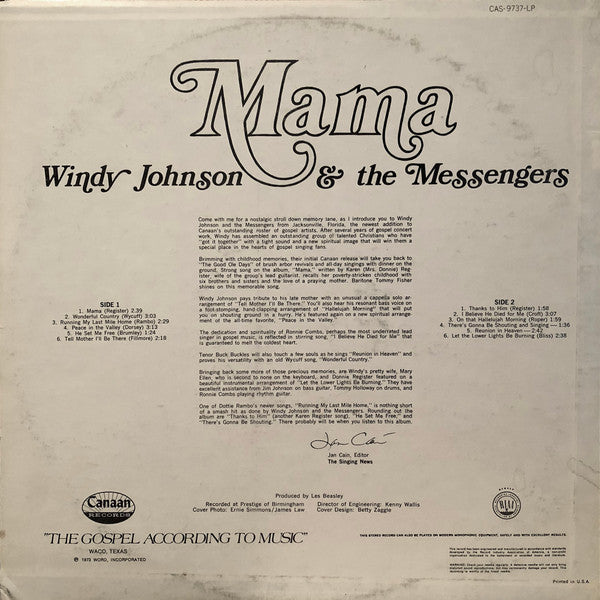 CAS-9737-LP
Mama
Windy Johnson & the Messengers
Come with me for a nostalgic stroll down memory lane, as I introduce you to Windy
Johnson and the Messengers from Jacksonville, Florida, the newest addition to
Canaan's outstanding roster of gospel artists. After several years of gospel concert
work, Windy has assembled an outstanding group of talented Christians who have
"got it together" with a tight sound and a new spiritual image that will win them a
special place in the hearts of gospel singing fans.
Brimming with childhood memories, their initial Canaan release will take you back to
"The Good Ole Days" of brush arbor revivals and all-day singings with dinner on the
ground. Strong song on the album, "Mama," written by Karen (Mrs. Donnie) Reg-
ister, wife of the group's lead guitarist, recalls her poverty-stricken childhood with
six brothers and sisters and the love of a praying mother. Baritone Tommy Fisher
shines on this memorable song.
Windy Johnson pays tribute to his late mother with an unusual a cappella solo ar-
rangement of "Tell Mother I'll Be There." You'll also hear his resonant bass voice on
a foot-stomping, hand-clapping arrangement of "Hallelujah Morning" that will put
you on shouting ground in a hurry. He's featured again on a new spiritual arrange-
ment of the all-time favorite, "Peace in the Valley."
The dedication and spirituality of Ronnie Combs, perhaps the most underrated lead
singer in gospel music, is reflected in stirring song, "I Believe He Died for Me" that
is guaranteed to melt the coldest heart.
Tenor Buck Buckles will also touch a few souls as he sings "Reunion in Heaven" and
proves his versatility with an old Wycuff song, "Wonderful Country."
Bringing back some more of those precious memories, are Windy's pretty wife, Mary
Ellen, who is second to none on the keyboard, and Donnie Register featured on a
beautiful instrumental arrangement of "Let the Lower Lights Be Burning." They have
excellent assistance from Jim Johnson on bass guitar, Tommy Holloway on drums, and
Ronnie Combs playing rhythm guitar.
One of Dottie Rambo's newer songs, "Running My Last Mile Home," is nothing short
of a smash hit as done by Windy Johnson and the Messengers. Rounding out the
album are "Thanks to Him" (another Karen Register song), "He Set Me Free," and
"There's Gonna Be Shouting." There probably will be when you listen to this album.
Jan Cain
Jan Cain, Editor
The Singing News
SIDE 1
1. Mama (Register) 2:39
2. Wonderful Country (Wycuff) 3:03
3. Running My Last Mile Home (Rambo) 2:29
4. Peace in the Valley (Dorsey) 3:13
5. He Set Me Free (Brumley) 1:24
6. Tell Mother I'll Be There (Fillmore) 2:18
SIDE 2
1. Thanks to Him (Register) 1:58
2. I Believe He Died for Me (Croft) 3:07
3. On that Hallelujah Morning (Roper) 1:59
4. There's Gonna Be Shouting and Singing — 1:36
5. Reunion in Heaven — 2:42
6. Let the Lower Lights Be Burning (Bliss) 2:38
Produced by Les Beasley
Recorded at Prestige of Birmingham
Director of Engineering: Kenny Wallis
Cover Photo: Ernie Simmons/James Law
Cover Design: Betty Zaggle
Canaan
RECORDS
"THE GOSPEL ACCORDING TO MUSIC"
WACO, TEXAS
℗ 1973 WORD, INCORPORATED
THIS STEREO RECORD CAN ALSO BE PLAYED ON MODERN MONOPHONIC EQUIPMENT, SAFELY AND WITH EXCELLENT RESULTS.
Printed in U.S.A.